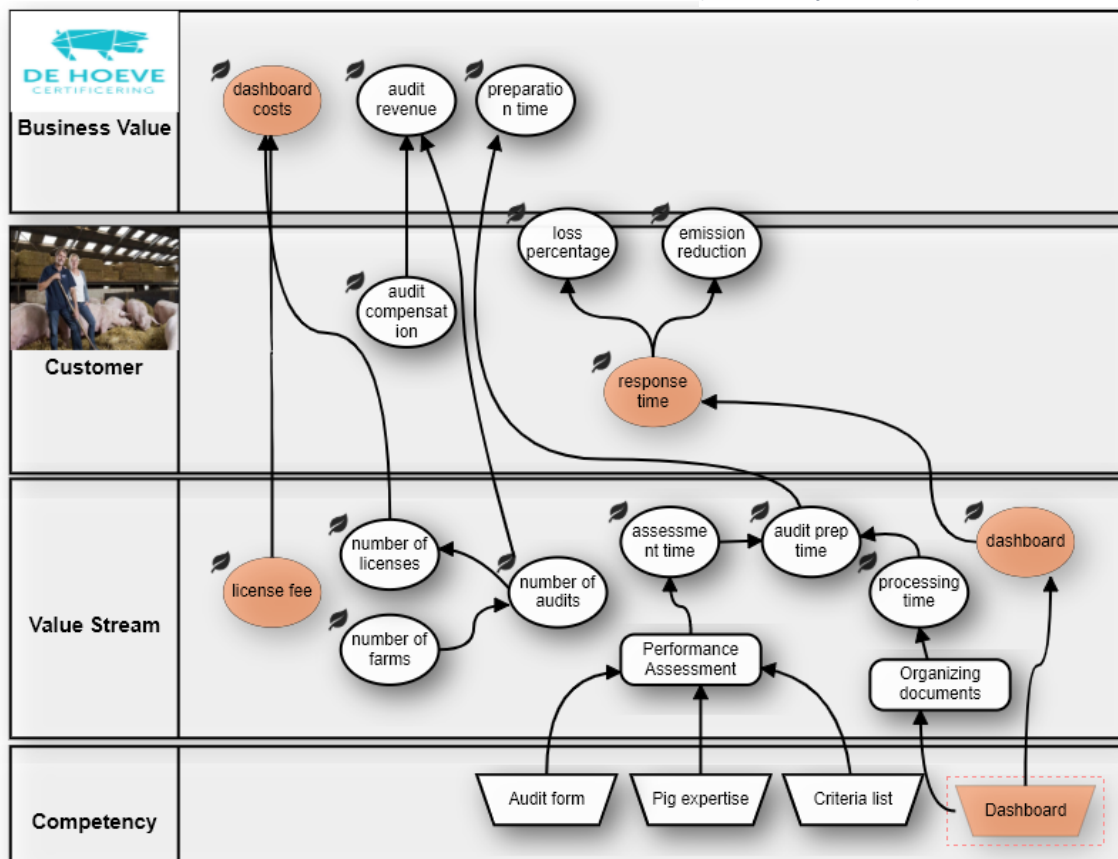 DE HOEVE
CERTIFICERING
Business Value
dashboard
costs
audit
revenue
preparatio
n time
Customer
loss
percentage
emission
reduction
audit
compensat
ion
response
time
Value Stream
license fee
number of
licenses
number of
farms
number of
audits
assessme
nt time
audit prep
time
processing
time
dashboard
Performance
Assessment
Organizing
documents
Competency
Audit form
Pig expertise
Criteria list
Dashboard